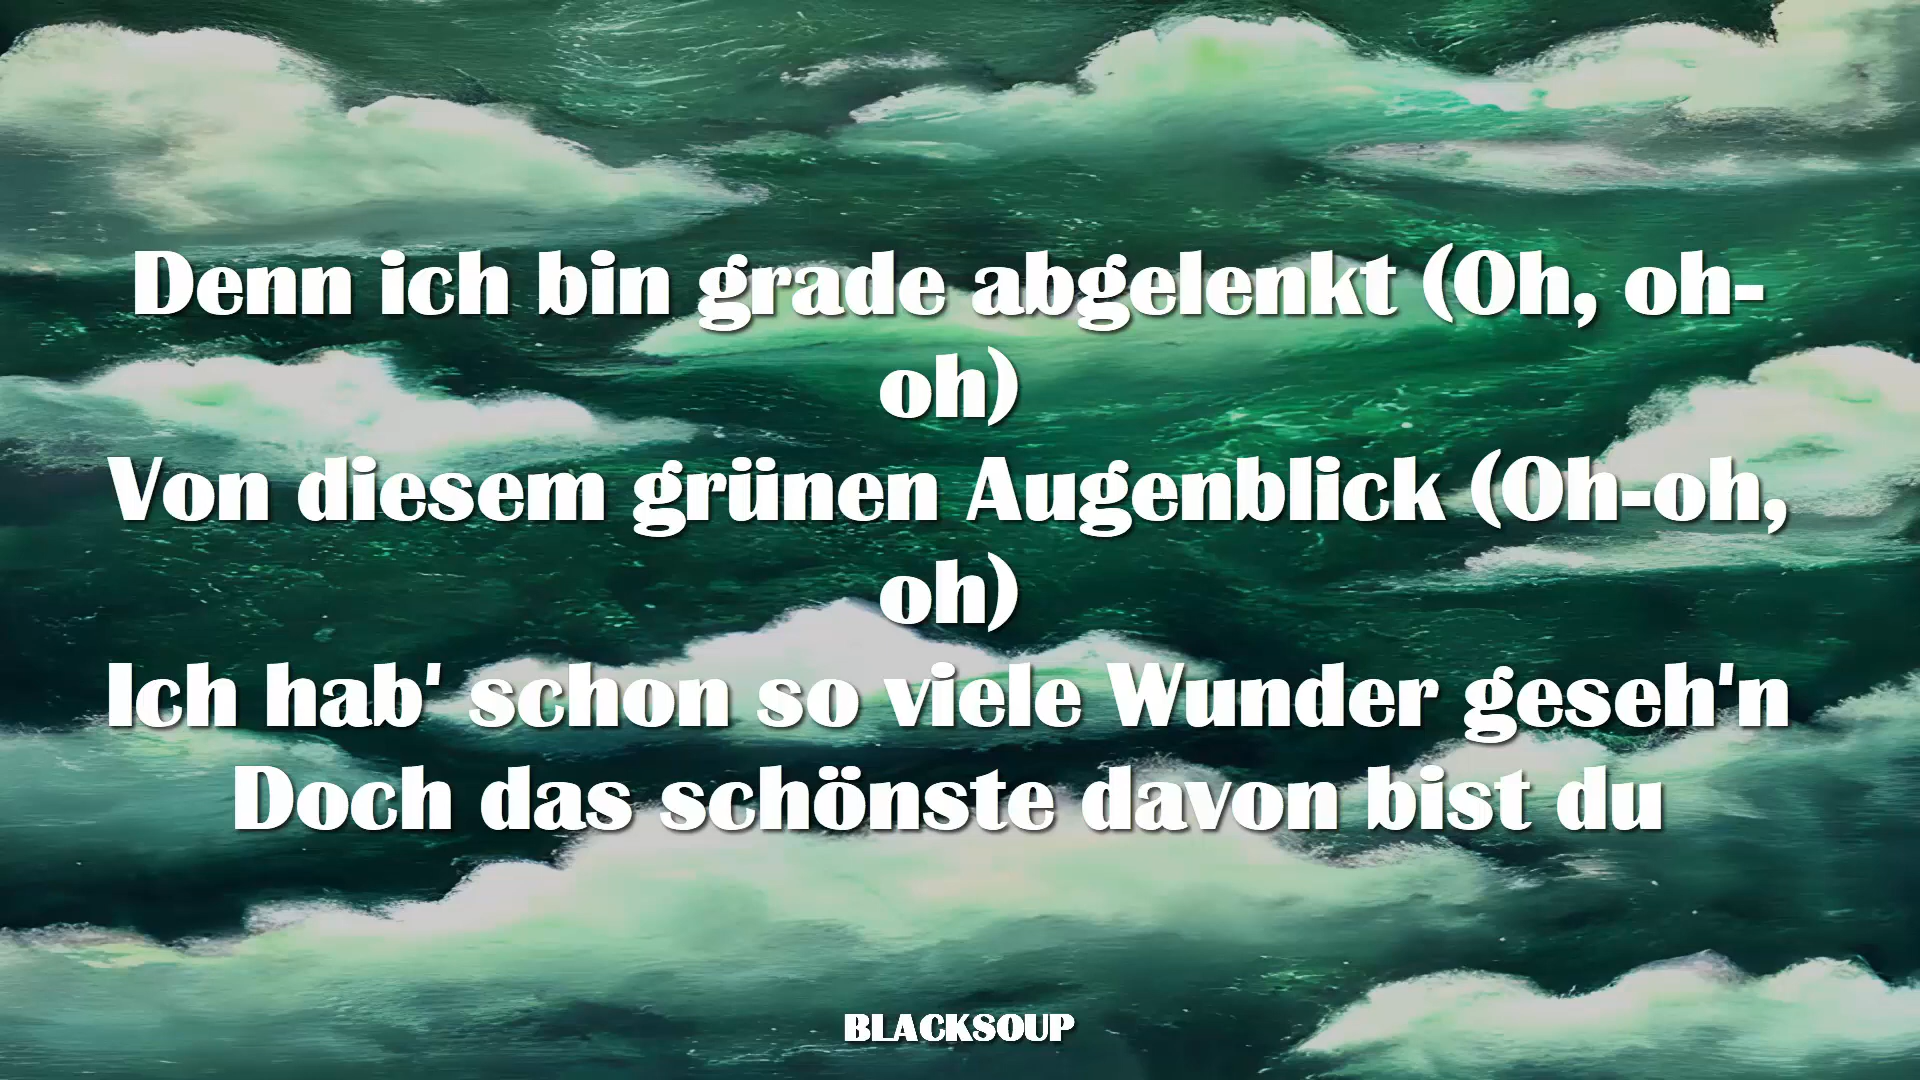 Denn ich bin grade abgelenkt (Oh, oh-
oh)
Von diesem grünen Augenblick (Oh-oh,
oh)
Ich hab' schon so viele Wunder geseh'n
Doch das schönste davon bist du
BLACKSOUP